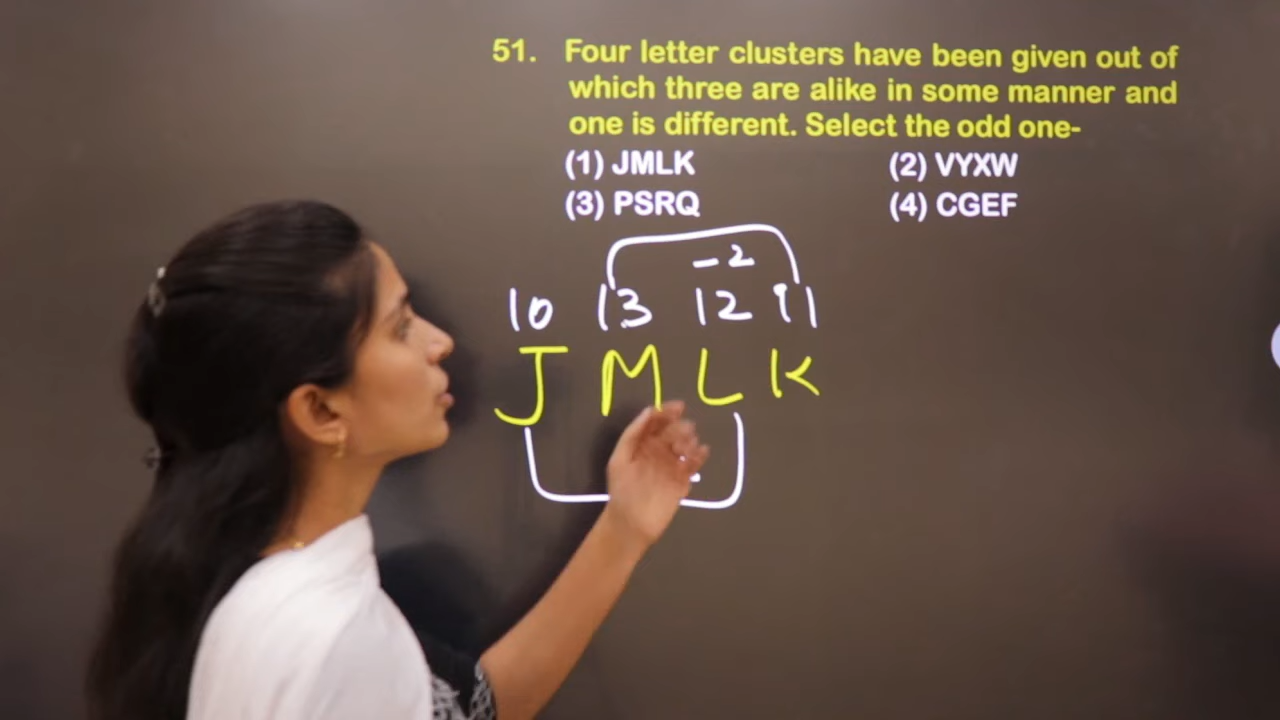 51. Four letter clusters have been given out of
which three are alike in some manner and
one is different. Select the odd one-
(1) JMLK (2) VYXW
(3) PSRQ (4) CGEF
-2
10 13 12 11
J M L K